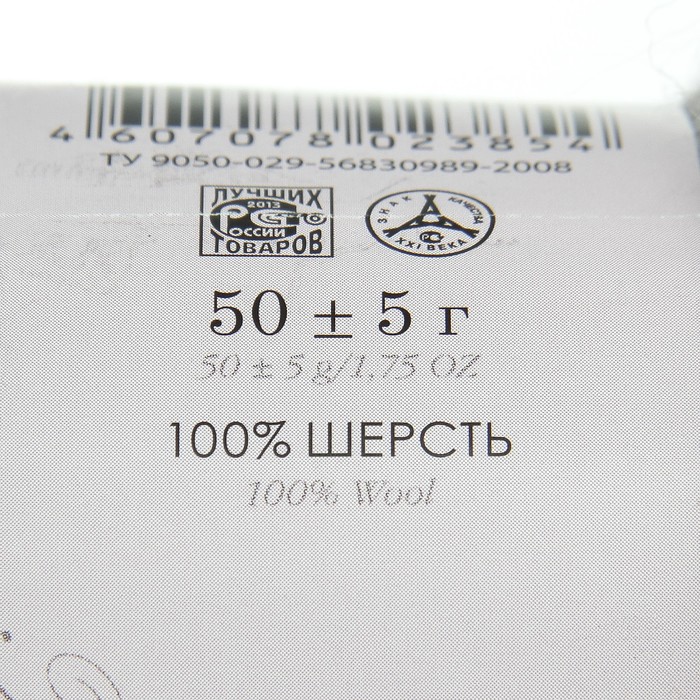 4 607078 023854
ТУ 9050-029-56830989-2008
ЛУЧШИХ
2013
100
РОССИИ
ТОВАРОВ
ЗНАК КАЧЕСТВА
XXI ВЕКА
50 ± 5 г
50 ± 5 g/1,75 OZ
100% ШЕРСТЬ
100% Wool